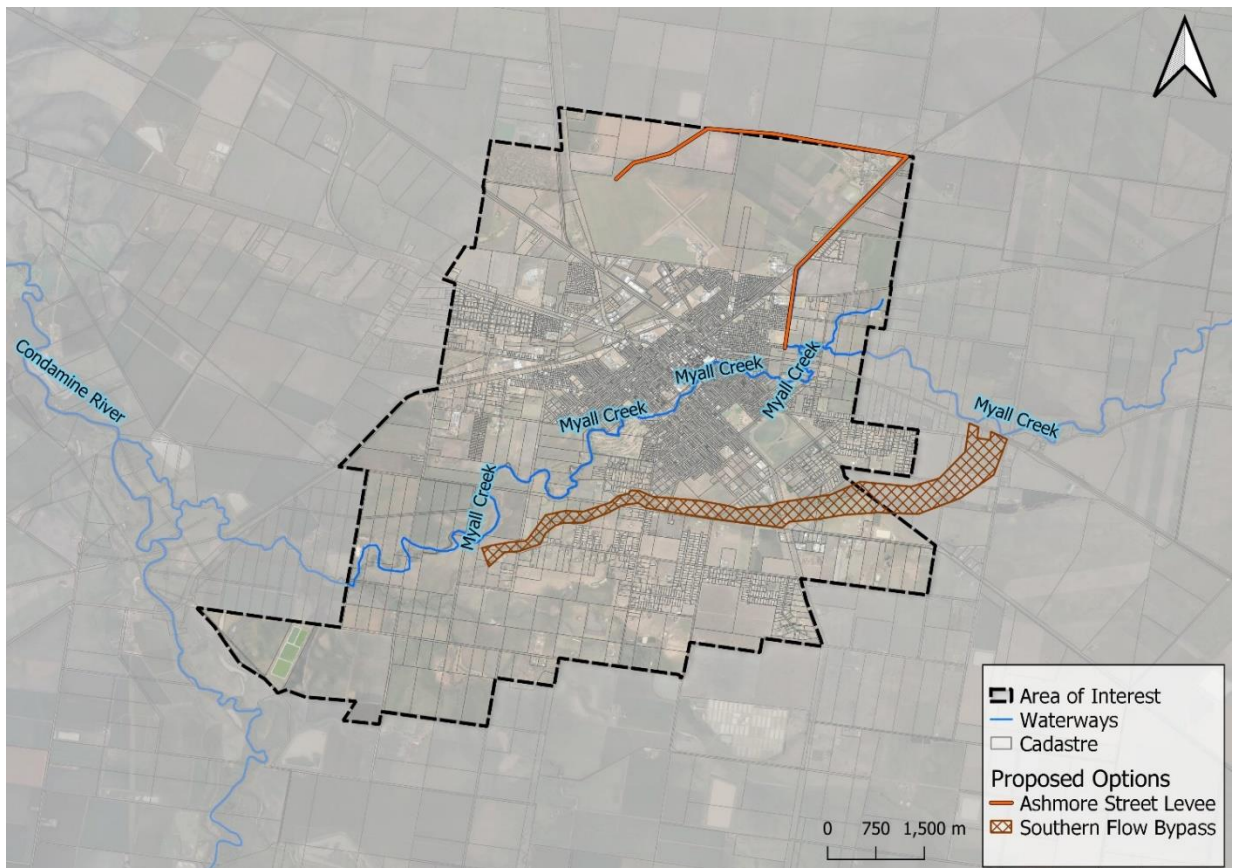 Condamine River
Myall Creek
Myall Creek
Myall Creek
Myall Creek
Myall Creek
Area of Interest
Waterways
Cadastre
Proposed Options
Ashmore Street Levee
Southern Flow Bypass
0 750 1,500 m